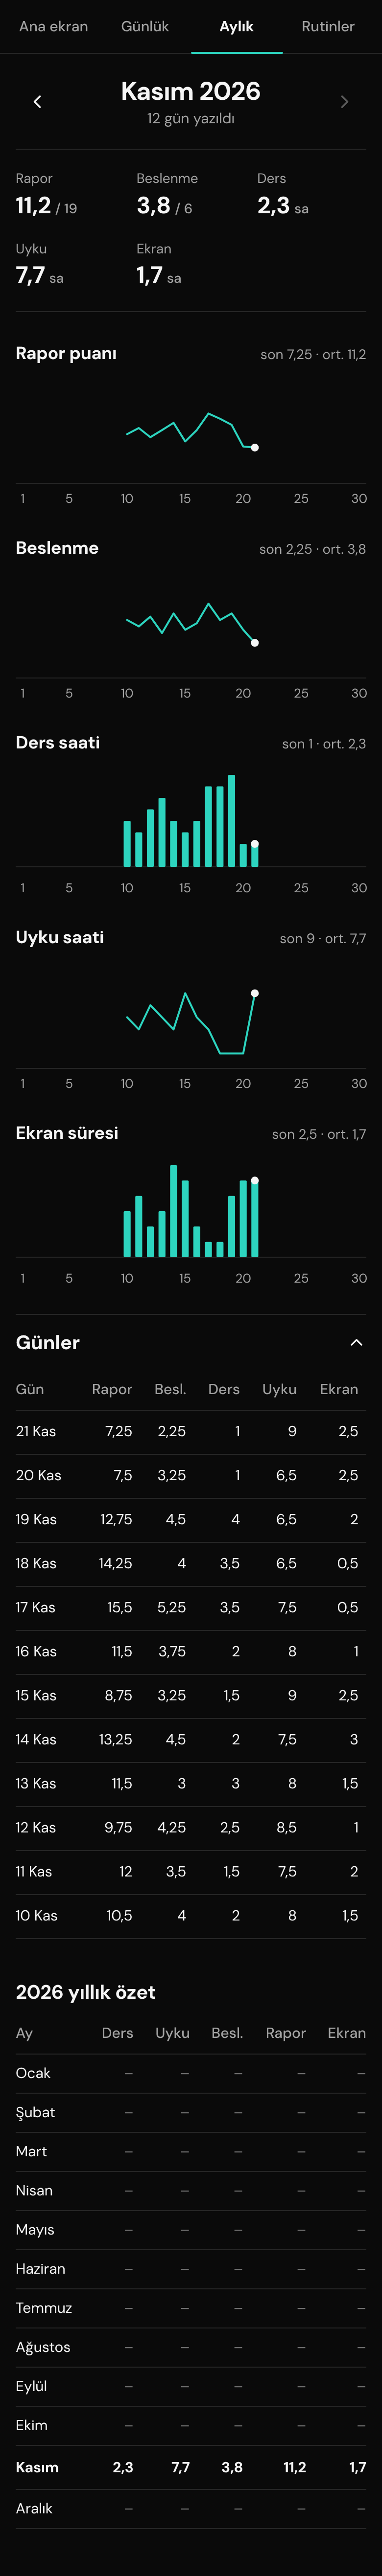 Ana ekran Günlük Aylık Rutinler
Kasım 2026
12 gün yazıldı
Rapor Beslenme Ders
11,2 / 19 3,8 / 6 2,3 sa
Uyku Ekran
7,7 sa 1,7 sa
Rapor puanı son 7,25 · ort. 11,2
1 5 10 15 20 25 30
Beslenme son 2,25 · ort. 3,8
1 5 10 15 20 25 30
Ders saati son 1 · ort. 2,3
1 5 10 15 20 25 30
Uyku saati son 9 · ort. 7,7
1 5 10 15 20 25 30
Ekran süresi son 2,5 · ort. 1,7
1 5 10 15 20 25 30
Günler
Gün Rapor Besl. Ders Uyku Ekran
21 Kas 7,25 2,25 1 9 2,5
20 Kas 7,5 3,25 1 6,5 2,5
19 Kas 12,75 4,5 4 6,5 2
18 Kas 14,25 4 3,5 6,5 0,5
17 Kas 15,5 5,25 3,5 7,5 0,5
16 Kas 11,5 3,75 2 8 1
15 Kas 8,75 3,25 1,5 9 2,5
14 Kas 13,25 4,5 2 7,5 3
13 Kas 11,5 3 3 8 1,5
12 Kas 9,75 4,25 2,5 8,5 1
11 Kas 12 3,5 1,5 7,5 2
10 Kas 10,5 4 2 8 1,5
2026 yıllık özet
Ay Ders Uyku Besl. Rapor Ekran
Ocak – – – – –
Şubat – – – – –
Mart – – – – –
Nisan – – – – –
Mayıs – – – – –
Haziran – – – – –
Temmuz – – – – –
Ağustos – – – – –
Eylül – – – – –
Ekim – – – – –
Kasım 2,3 7,7 3,8 11,2 1,7
Aralık – – – – –